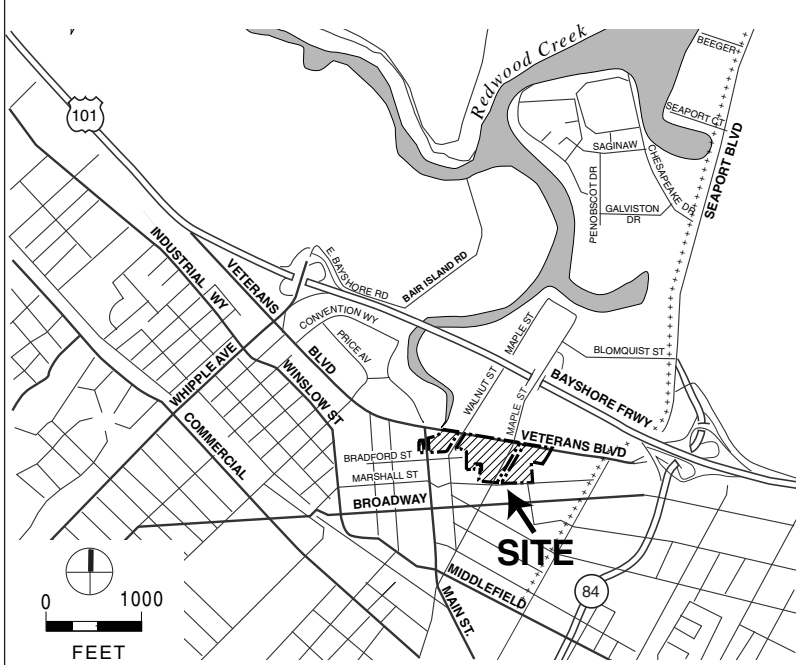 Redwood Creek
BEEGER
101
SEAPORT CT
SAGINAW
CHESAPEAKE DR
SEAPORT BLVD
PENOBSCOT DR
GALVISTON
DR
INDUSTRIAL WY
VETERANS BLVD
E. BAYSHORE RD
BAIR ISLAND RD
CONVENTION WY
PRICE AV
MAPLE ST
BLOMQUIST ST
WHIPPLE AVE
WINSLOW ST
WALNUT ST
MAPLE ST
BAYSHORE FRWY
COMMERCIAL
VETERANS BLVD
BRADFORD ST
MARSHALL ST
BROADWAY
SITE
MIDDLEFIELD
MAIN ST.
84
0 1000
FEET